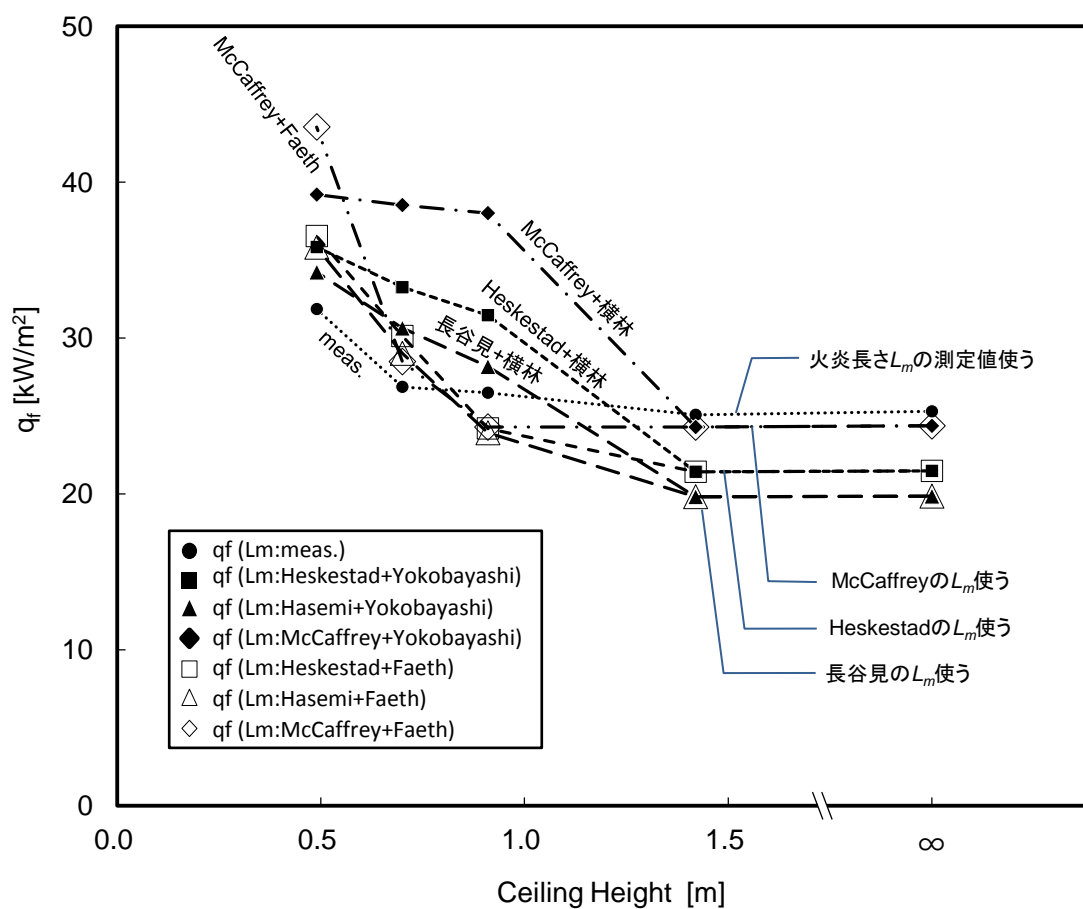 50
40
30
20
10
0
q_f [kW/m²]
0.0
0.5
1.0
1.5
∞
Ceiling Height [m]
McCaffrey+Faeth
McCaffrey+横林
Heskestad+横林
長谷見+横林
meas.
火炎長さL_mの測定値使う
McCaffreyのL_m使う
HeskestadのL_m使う
長谷見のL_m使う
qf (Lm:meas.)
qf (Lm:Heskestad+Yokobayashi)
qf (Lm:Hasemi+Yokobayashi)
qf (Lm:McCaffrey+Yokobayashi)
qf (Lm:Heskestad+Faeth)
qf (Lm:Hasemi+Faeth)
qf (Lm:McCaffrey+Faeth)